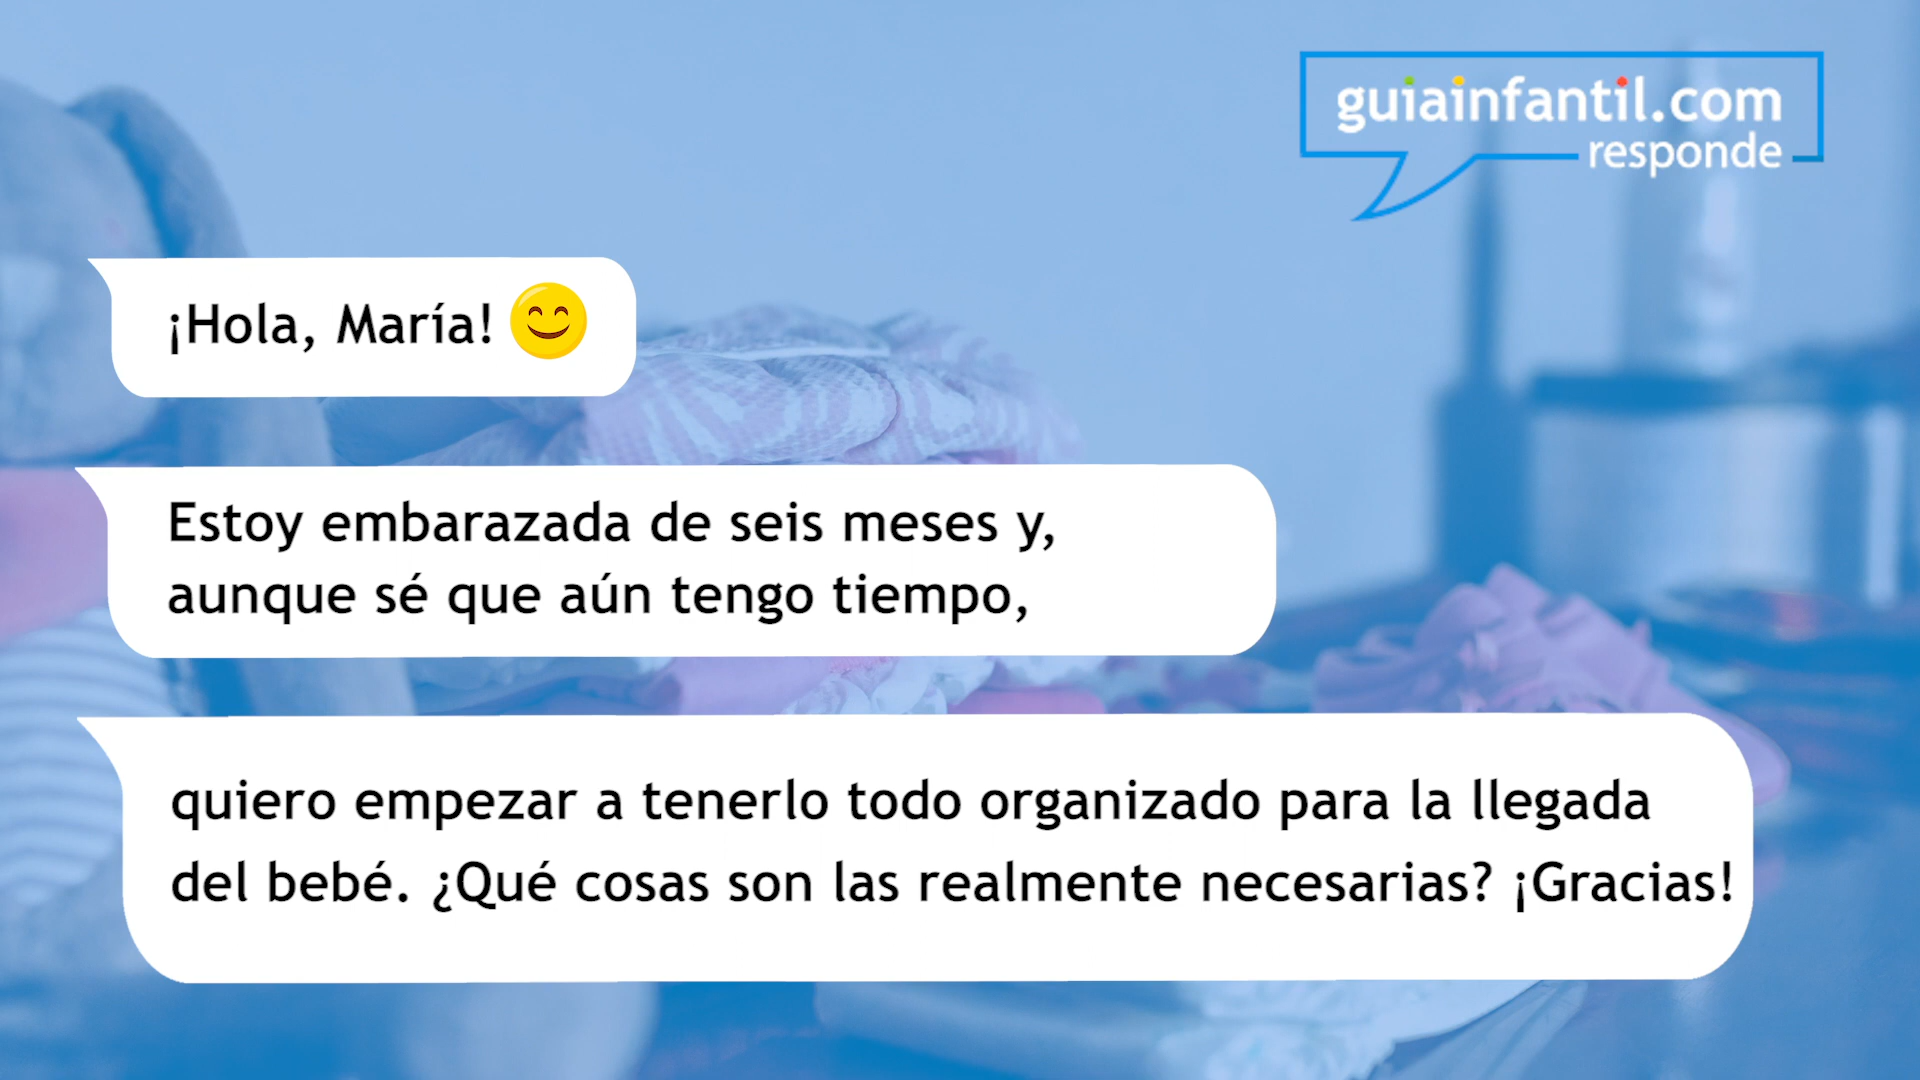 guiainfantil.com
responde
¡Hola, María! 😊
Estoy embarazada de seis meses y,
aunque sé que aún tengo tiempo,
quiero empezar a tenerlo todo organizado para la llegada
del bebé. ¿Qué cosas son las realmente necesarias? ¡Gracias!